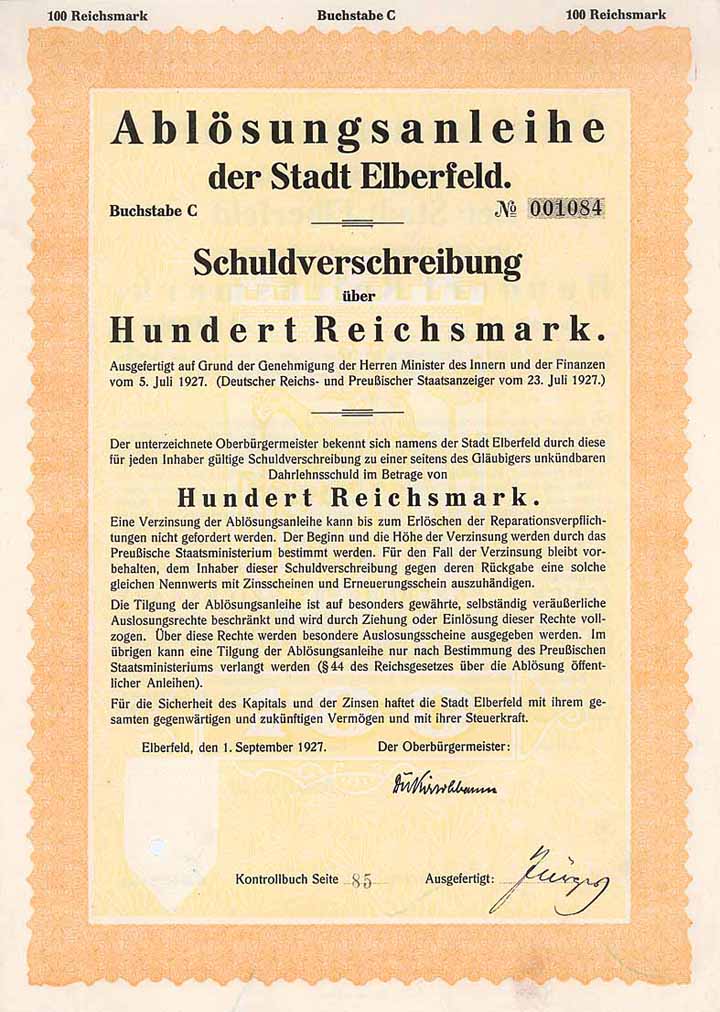 100 Reichsmark Buchstabe C 100 Reichsmark
Ablösungsanleihe
der Stadt Elberfeld.
Buchstabe C № 001084
Schuldverschreibung
über
Hundert Reichsmark.
Ausgefertigt auf Grund der Genehmigung der Herren Minister des Innern und der Finanzen
vom 5. Juli 1927. (Deutscher Reichs- und Preußischer Staatsanzeiger vom 23. Juli 1927.)
Der unterzeichnete Oberbürgermeister bekennt sich namens der Stadt Elberfeld durch diese
für jeden Inhaber gültige Schuldverschreibung zu einer seitens des Gläubigers unkündbaren
Dahrlehnsschuld im Betrage von
Hundert Reichsmark.
Eine Verzinsung der Ablösungsanleihe kann bis zum Erlöschen der Reparationsverpflich-
tungen nicht gefordert werden. Der Beginn und die Höhe der Verzinsung werden durch das
Preußische Staatsministerium bestimmt werden. Für den Fall der Verzinsung bleibt vor-
behalten, dem Inhaber dieser Schuldverschreibung gegen deren Rückgabe eine solche
gleichen Nennwerts mit Zinsscheinen und Erneuerungsschein auszuhändigen.
Die Tilgung der Ablösungsanleihe ist auf besonders gewährte, selbständig veräußerliche
Auslosungsrechte beschränkt und wird durch Ziehung oder Einlösung dieser Rechte voll-
zogen. Über diese Rechte werden besondere Auslosungsscheine ausgegeben werden. Im
übrigen kann eine Tilgung der Ablösungsanleihe nur nach Bestimmung des Preußischen
Staatsministeriums verlangt werden (§ 44 des Reichsgesetzes über die Ablösung öffent-
licher Anleihen).
Für die Sicherheit des Kapitals und der Zinsen haftet die Stadt Elberfeld mit ihrem ge-
samten gegenwärtigen und zukünftigen Vermögen und mit ihrer Steuerkraft.
100
Elberfeld, den 1. September 1927. Der Oberbürgermeister:
Kontrollbuch Seite 85 Ausgefertigt: